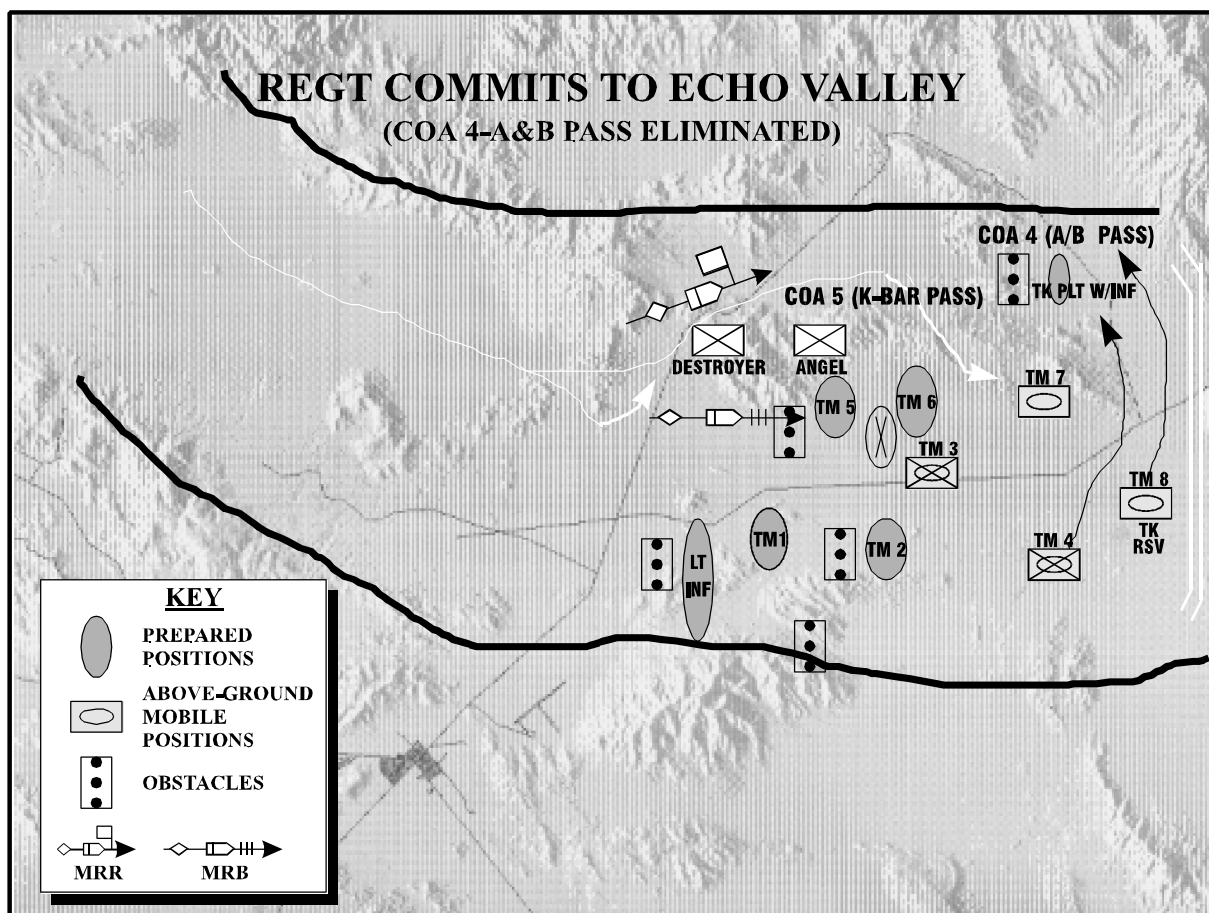 REGT COMMITS TO ECHO VALLEY
(COA 4-A&B PASS ELIMINATED)
COA 4 (A/B PASS)
TK PLT W/INF
COA 5 (K-BAR PASS)
DESTROYER
ANGEL
TM 7
TM 5
TM 6
TM 3
TM 8
TK
RSV
TM1
TM 2
TM 4
LT
INF
KEY
PREPARED
POSITIONS
ABOVE-GROUND
MOBILE
POSITIONS
OBSTACLES
MRR
MRB